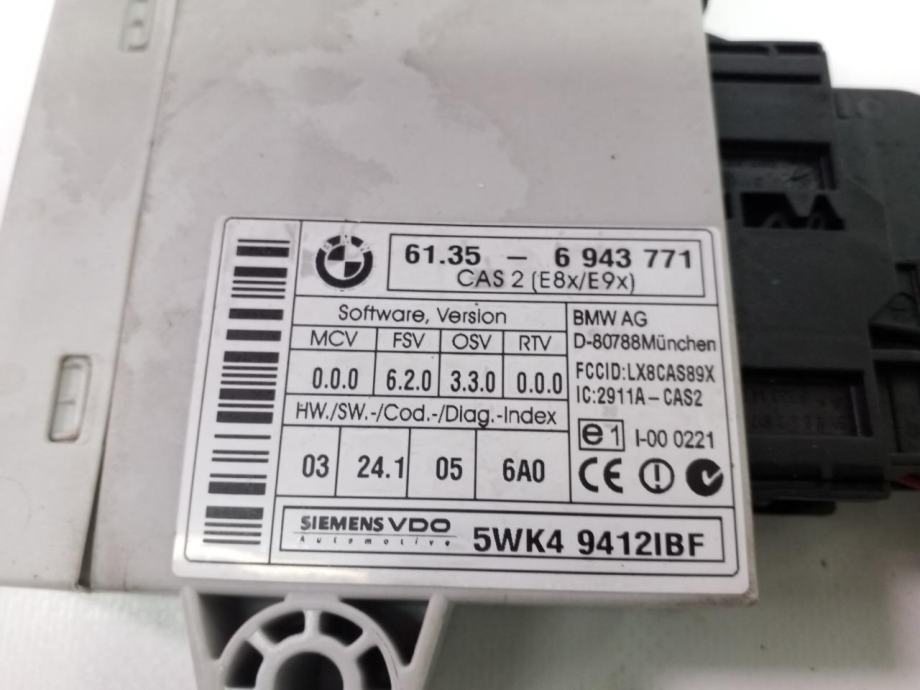 BMW
61.35 – 6 943 771
CAS 2 (E8x/E9x)
Software, Version
MCV FSV OSV RTV
0.0.0 6.2.0 3.3.0 0.0.0
HW./SW.-/Cod.-/Diag.-Index
03 24.1 05 6A0
BMW AG
D-80788München
FCCID:LX8CAS89X
IC:2911A-CAS2
e1 I-00 0221
CE
SIEMENS VDO
Automotive
5WK4 9412IBF